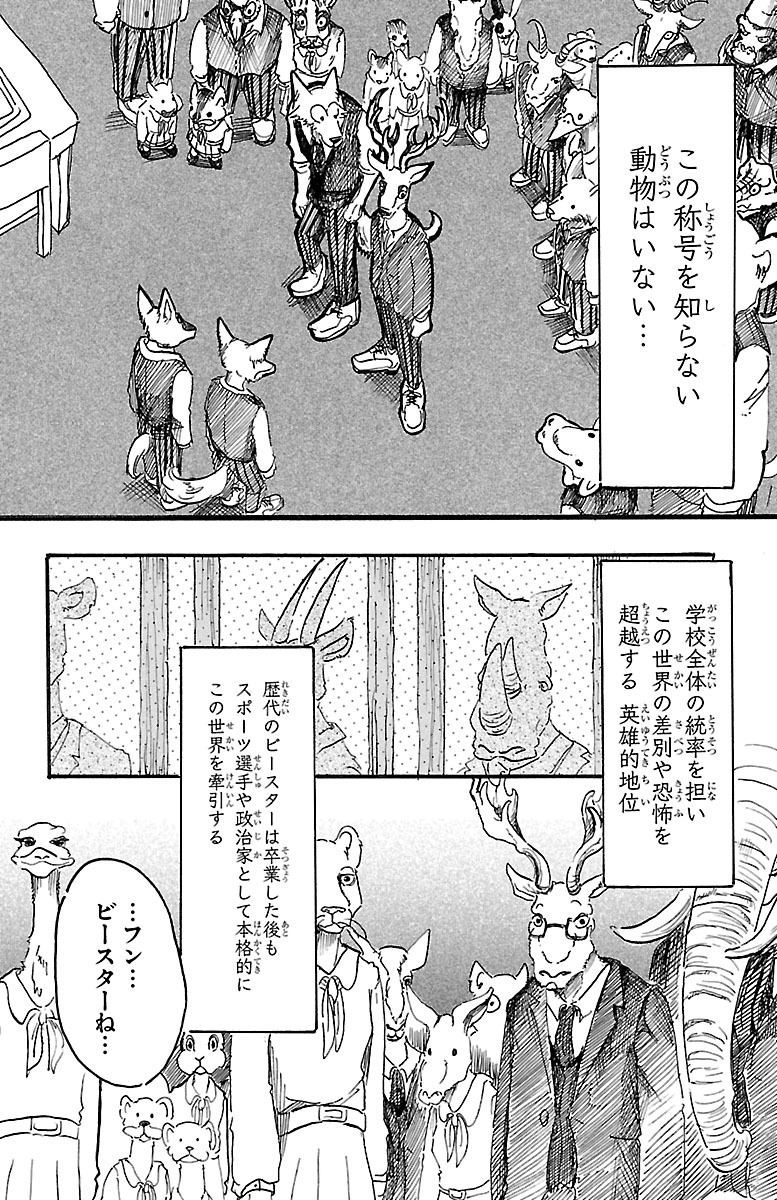 この称号を知らない
動物はいない…
学校全体の統率を担い
この世界の差別や恐怖を
超越する 英雄的地位
歴代のビースターは卒業した後も
スポーツ選手や政治家として本格的に
この世界を牽引する
…フン…
ビースターね…